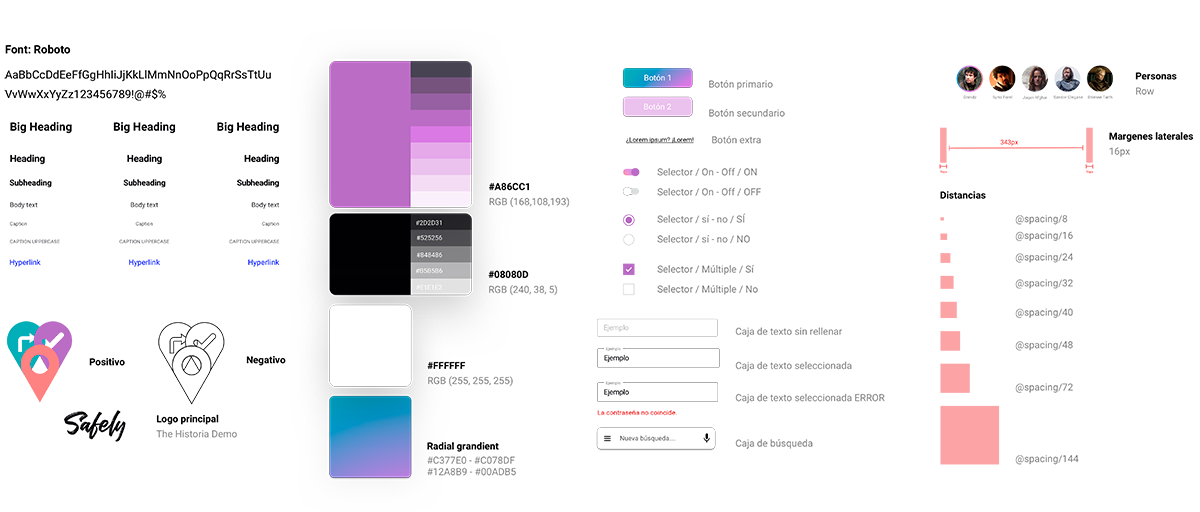 Font: Roboto
AaBbCcDdEeFfGgHhIiJjKkLlMmNnOoPpQqRrSsTtUu
VvWwXxYyZz123456789!@#$%
Big Heading
Big Heading
Big Heading
Heading
Heading
Heading
Subheading
Subheading
Subheading
Body text
Body text
Body text
Caption
Caption
Caption
CAPTION UPPERCASE
CAPTION UPPERCASE
CAPTION UPPERCASE
Hyperlink
Hyperlink
Hyperlink
Positivo
Negativo
Safely
Logo principal
The Historia Demo
#A86CC1
RGB (168,108,193)
#2D2D31
#525256
#848486
#B5B5B6
#E1E1E2
#08080D
RGB (240, 38, 5)
#FFFFFF
RGB (255, 255, 255)
Radial grandient
#C377E0 - #C078DF
#12A8B9 - #00ADB5
Botón 1
Botón primario
Botón 2
Botón secundario
¿Lorem ipsum? ¡Lorem!
Botón extra
Selector / On - Off / ON
Selector / On - Off / OFF
Selector / sí - no / SÍ
Selector / sí - no / NO
Selector / Múltiple / Sí
Selector / Múltiple / No
Ejemplo
Caja de texto sin rellenar
Ejemplo
Ejemplo
Caja de texto seleccionada
Ejemplo
Ejemplo
Caja de texto seleccionada ERROR
La contraseña no coincide.
Nueva búsqueda...
Caja de búsqueda
Personas
Row
343px
Margenes laterales
16px
Distancias
@spacing/8
@spacing/16
@spacing/24
@spacing/32
@spacing/40
@spacing/48
@spacing/72
@spacing/144